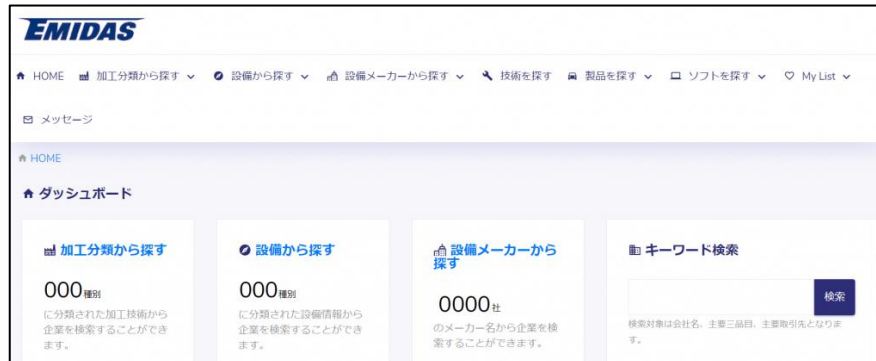 EMIDAS
HOME 加工分類から探す 設備から探す 設備メーカーから探す 技術を探す 製品を探す ソフトを探す My List
メッセージ
HOME
ダッシュボード
加工分類から探す
000種別
に分類された加工技術から
企業を検索することができ
ます。
設備から探す
000種別
に分類された設備情報から
企業を検索することができ
ます。
設備メーカーから
探す
0000社
のメーカー名から企業を検
索することができます。
キーワード検索
検索
検索対象は会社名、主要三品目、主要取引先となりま
す。